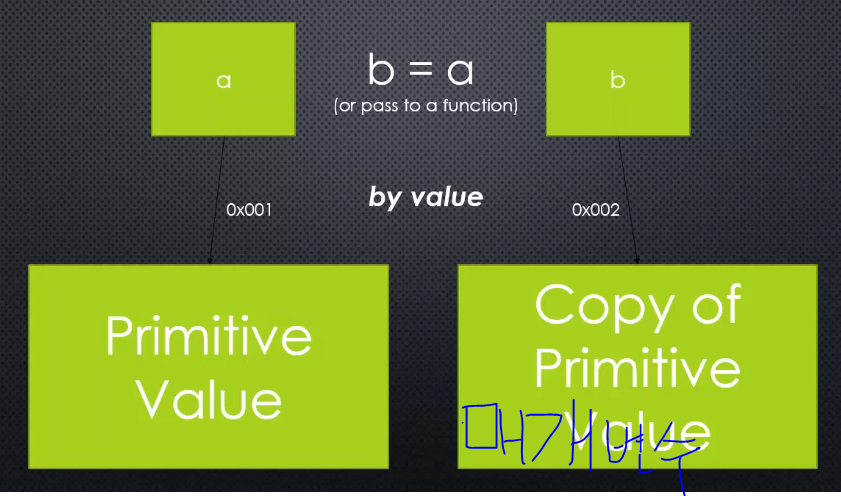 a
b = a
(or pass to a function)
b
by value
0x001
0x002
Primitive
Value
Copy of
Primitive
Value
매개변수